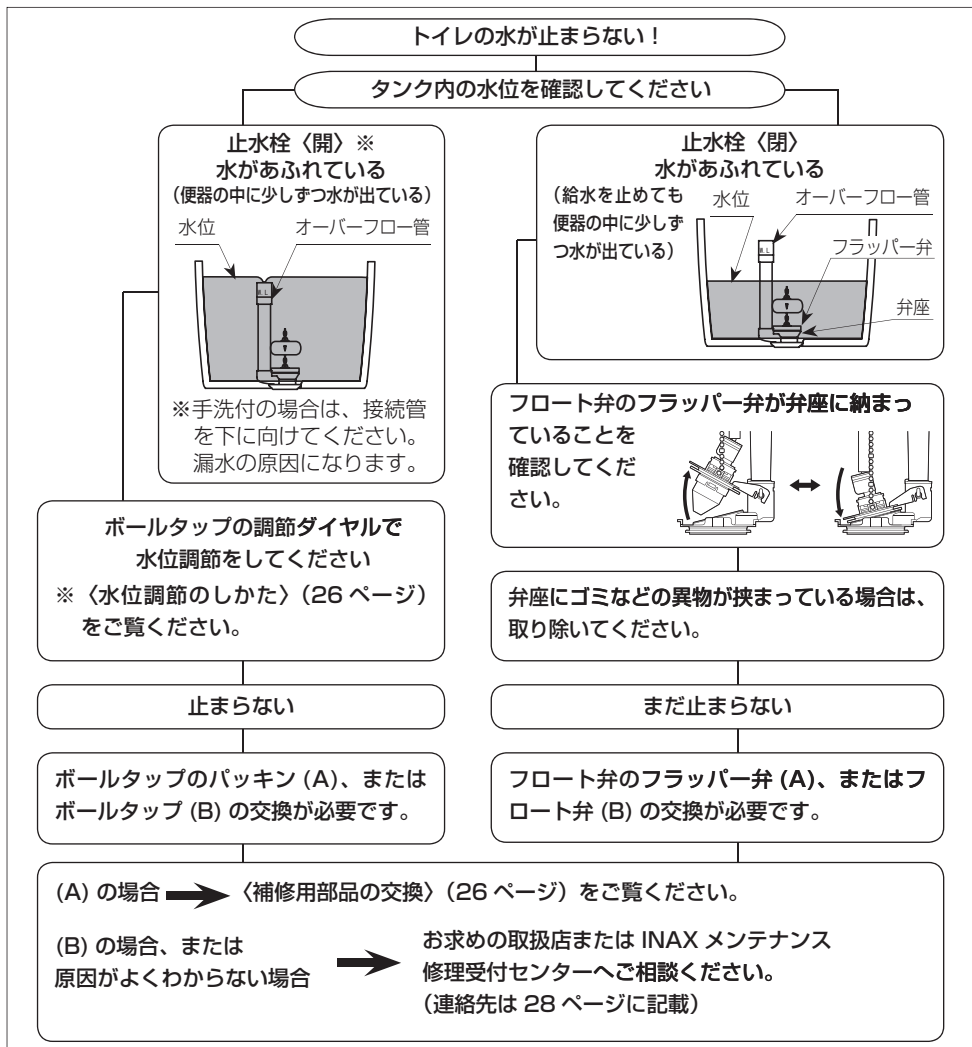 トイレの水が止まらない！
タンク内の水位を確認してください
止水栓〈開〉※
水があふれている
（便器の中に少しずつ水が出ている）
水位
オーバーフロー管
W.L
※手洗付の場合は、接続管
を下に向けてください。
漏水の原因になります。
ボールタップの調節ダイヤルで
水位調節をしてください
※〈水位調節のしかた〉（26 ページ）
をご覧ください。
止まらない
ボールタップのパッキン (A)、または
ボールタップ (B) の交換が必要です。
止水栓〈閉〉
水があふれている
（給水を止めても
便器の中に少しず
つ水が出ている）
水位
オーバーフロー管
W.L
フラッパー弁
弁座
フロート弁のフラッパー弁が弁座に納まっ
ていることを
確認してくだ
さい。
弁座にゴミなどの異物が挟まっている場合は、
取り除いてください。
まだ止まらない
フロート弁のフラッパー弁 (A)、またはフ
ロート弁 (B) の交換が必要です。
(A) の場合
〈補修用部品の交換〉（26 ページ）をご覧ください。
(B) の場合、または
原因がよくわからない場合
お求めの取扱店または INAX メンテナンス
修理受付センターへご相談ください。
（連絡先は 28 ページに記載）